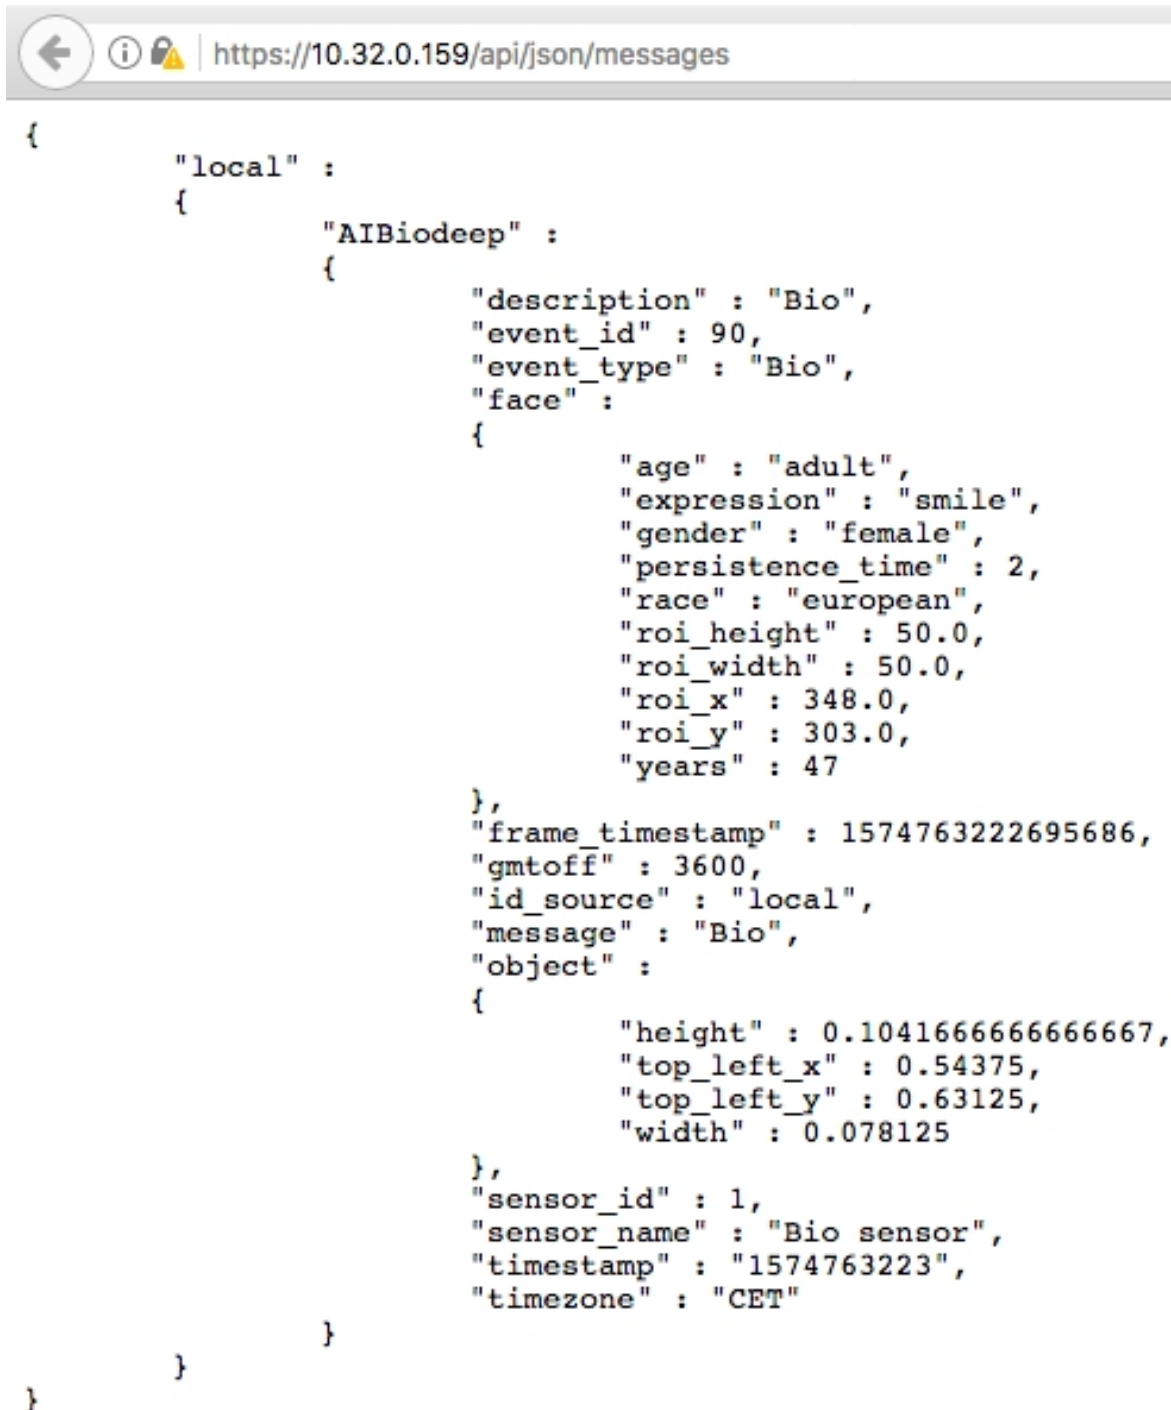 https://10.32.0.159/api/json/messages
{
"local" :
{
"AIBiodeep" :
{
"description" : "Bio",
"event_id" : 90,
"event_type" : "Bio",
"face" :
{
"age" : "adult",
"expression" : "smile",
"gender" : "female",
"persistence_time" : 2,
"race" : "european",
"roi_height" : 50.0,
"roi_width" : 50.0,
"roi_x" : 348.0,
"roi_y" : 303.0,
"years" : 47
},
"frame_timestamp" : 1574763222695686,
"gmtoff" : 3600,
"id_source" : "local",
"message" : "Bio",
"object" :
{
"height" : 0.1041666666666667,
"top_left_x" : 0.54375,
"top_left_y" : 0.63125,
"width" : 0.078125
},
"sensor_id" : 1,
"sensor_name" : "Bio sensor",
"timestamp" : "1574763223",
"timezone" : "CET"
}
}
}